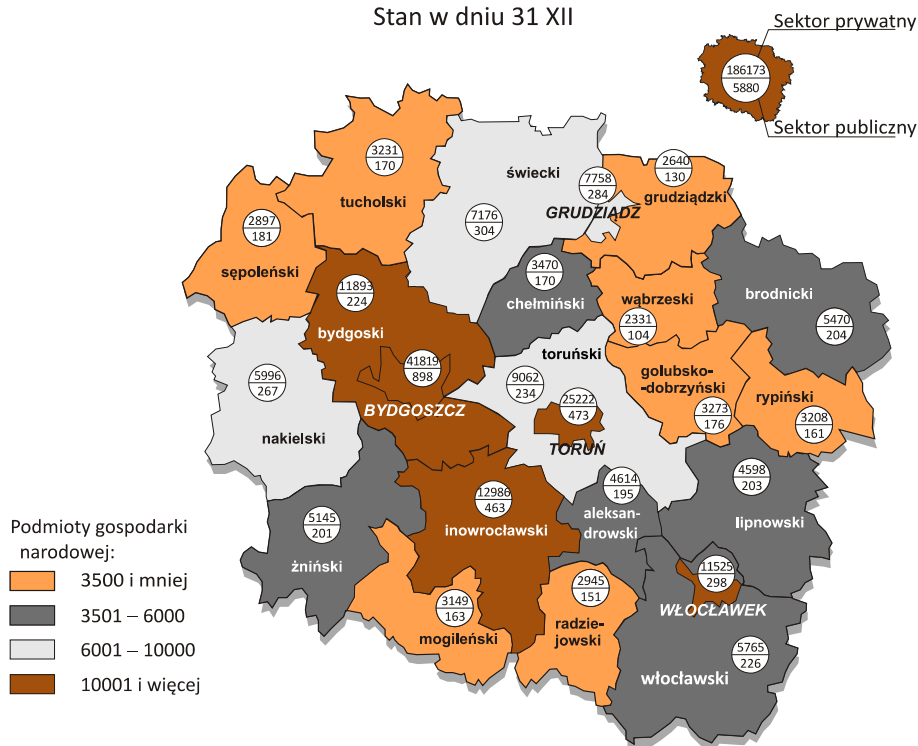 Stan w dniu 31 XII
Sektor prywatny
186173
5880
Sektor publiczny
3231
170
tucholski
świecki
7176
304
7758
284
GRUDZIĄDZ
2640
130
grudziądzki
2897
181
sępoleński
11893
224
bydgoski
3470
170
chełmiński
wąbrzeski
2331
104
brodnicki
5470
204
5996
267
nakielski
41819
898
BYDGOSZCZ
toruński
9062
234
25222
473
TORUŃ
golubsko-
-dobrzyński
3273
176
rypiński
3208
161
5145
201
żniński
12986
463
inowrocławski
4614
195
aleksan-
drowski
4598
203
lipnowski
3149
163
mogileński
2945
151
radzie-
jowski
11525
298
WŁOCŁAWEK
5765
226
włocławski
Podmioty gospodarki
narodowej:
3500 i mniej
3501 – 6000
6001 – 10000
10001 i więcej